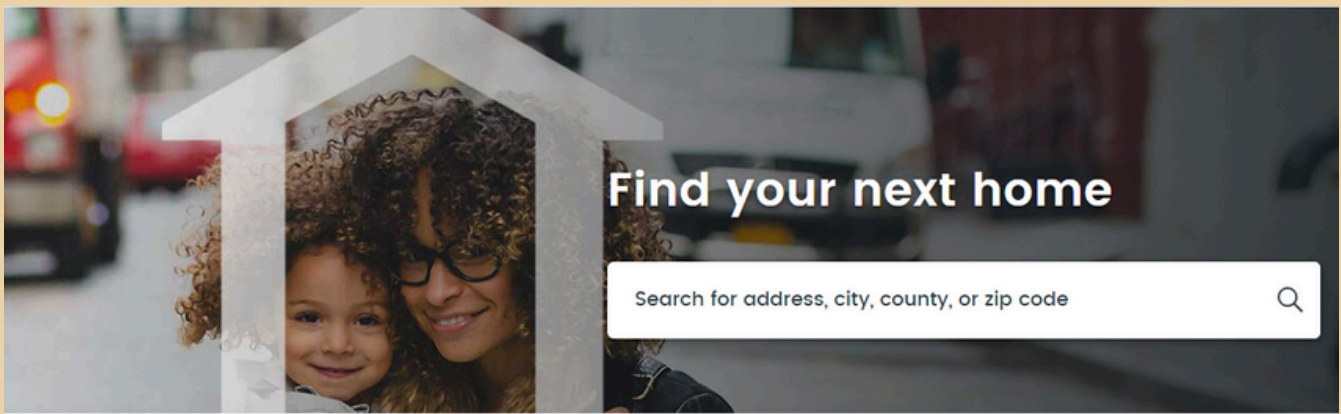 Find your next home
Search for address, city, county, or zip code